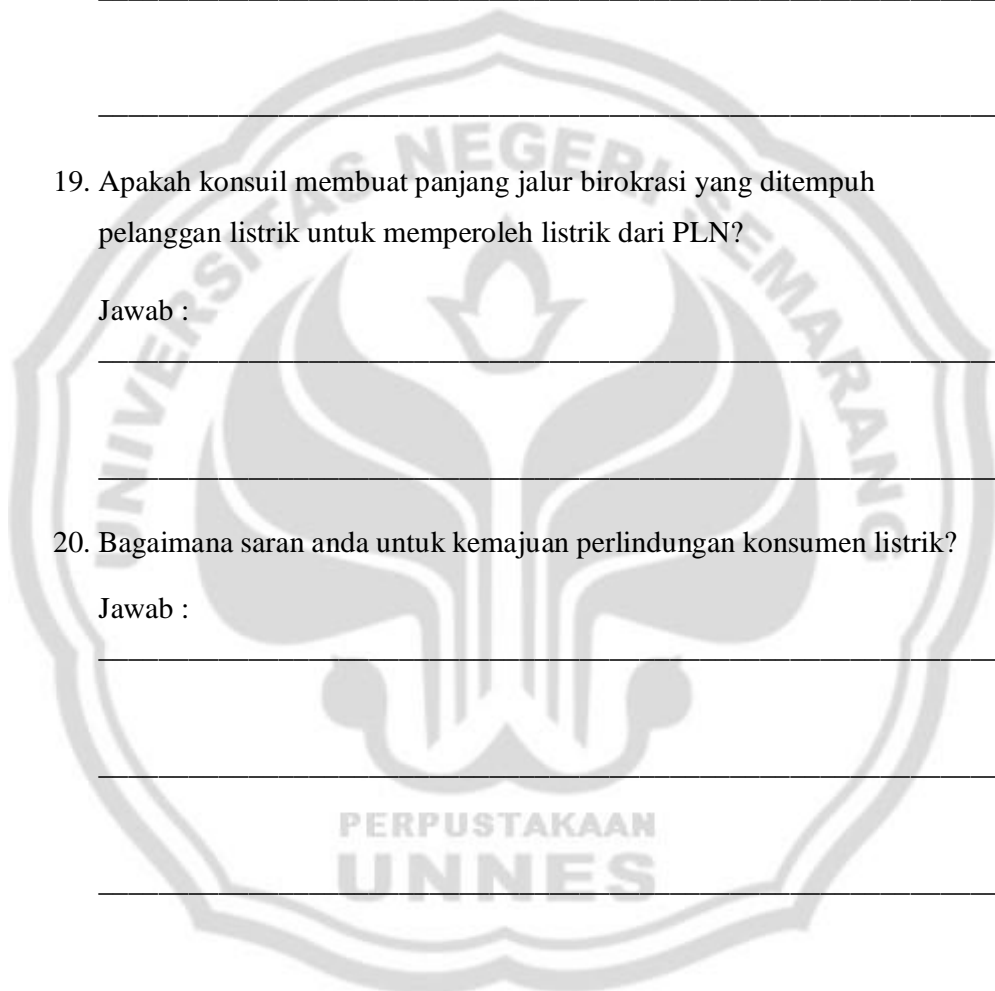 19. Apakah konsuil membuat panjang jalur birokrasi yang ditempuh
pelanggan listrik untuk memperoleh listrik dari PLN?
Jawab :
20. Bagaimana saran anda untuk kemajuan perlindungan konsumen listrik?
Jawab :
UNIVERSITAS NEGERI SEMARANG
PERPUSTAKAAN
UNNES